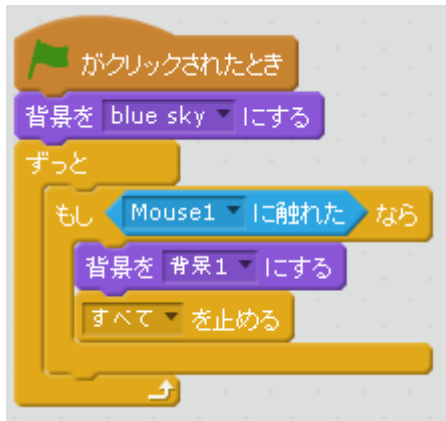 がクリックされたとき
背景を blue sky にする
ずっと
もし Mouse1 に触れた なら
背景を 背景1 にする
すべて を止める